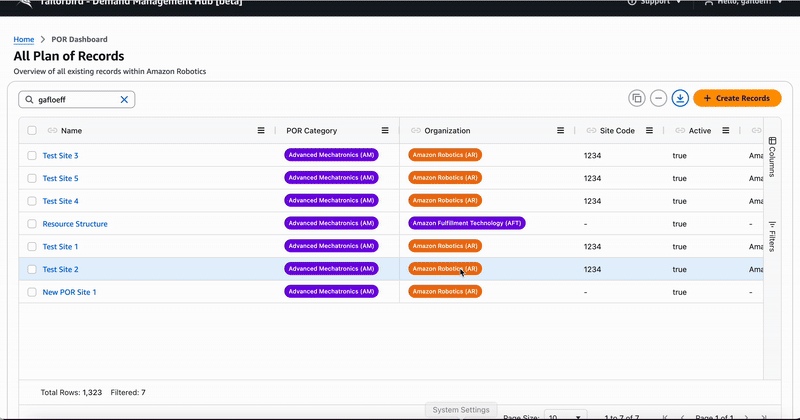 Tailorbird - Demand Management Hub [beta]
Support
Hello, gafloeff!
Home > POR Dashboard
All Plan of Records
Overview of all existing records within Amazon Robotics
gafloeff
+ Create Records
Name POR Category Organization Site Code Active
Test Site 3 Advanced Mechatronics (AM) Amazon Robotics (AR) 1234 true Ama
Test Site 5 Advanced Mechatronics (AM) Amazon Robotics (AR) 1234 true Ama
Test Site 4 Advanced Mechatronics (AM) Amazon Robotics (AR) 1234 true Ama
Resource Structure Advanced Mechatronics (AM) Amazon Fulfillment Technology (AFT) - true -
Test Site 1 Advanced Mechatronics (AM) Amazon Robotics (AR) 1234 true Ama
Test Site 2 Advanced Mechatronics (AM) Amazon Robotics (AR) 1234 true Ama
New POR Site 1 Advanced Mechatronics (AM) Amazon Robotics (AR) - true -
Columns
Filters
Total Rows: 1,323 Filtered: 7
System Settings
Page Size: 10 1 to 7 of 7 Page 1 of 1